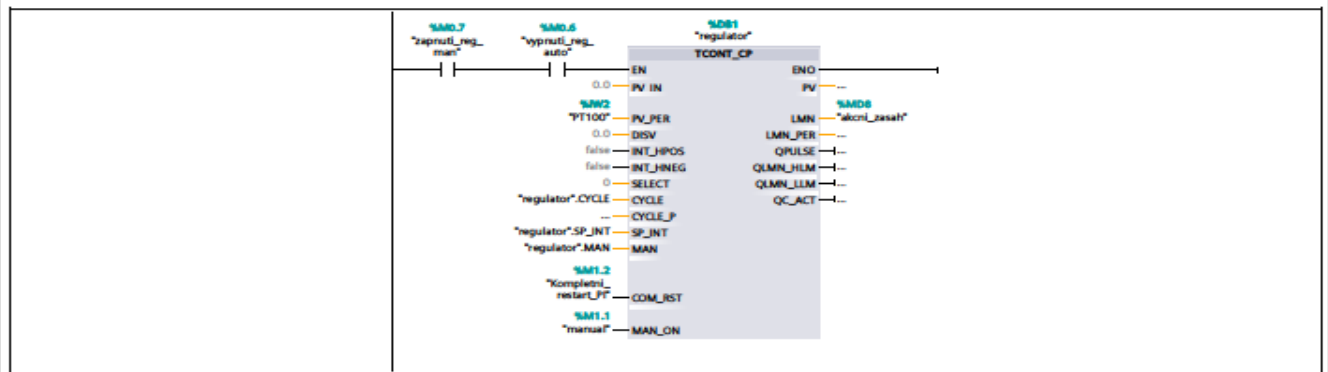 %M0.7 %M0.6 %DB1
"zapnuti_reg_ "vypnuti_reg_ "regulator"
man" auto" TCONT_CP
EN ENO
0.0 PV_IN PV ...
%IW2 %MD8
"PT100" PV_PER LMN "akcni_zasah"
0.0 DISV LMN_PER ...
false INT_HPOS QPULSE ...
false INT_HNEG QLMN_HLM ...
0 SELECT QLMN_LLM ...
"regulator".CYCLE CYCLE QC_ACT ...
... CYCLE_P
"regulator".SP_INT SP_INT
"regulator".MAN MAN
%M1.2
"Kompletni_
restart_PI" COM_RST
%M1.1
"manual" MAN_ON